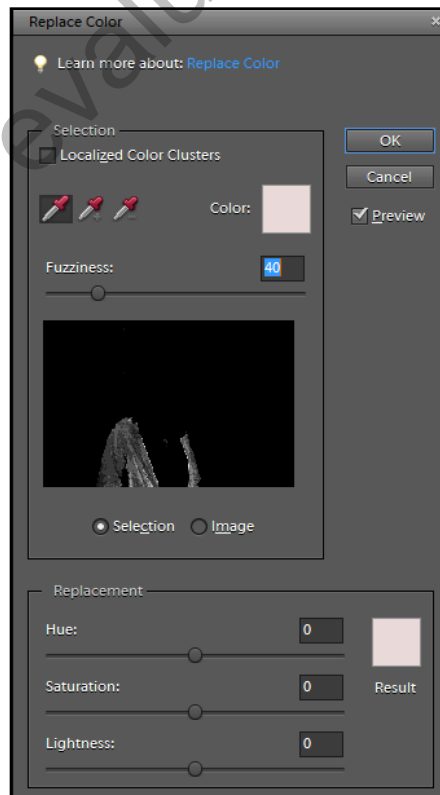 Replace Color
Learn more about: Replace Color
Selection
Localized Color Clusters
OK
Cancel
Preview
Color:
Fuzziness:
40
Selection
Image
Replacement
Hue:
0
Saturation:
0
Result
Lightness:
0
eval